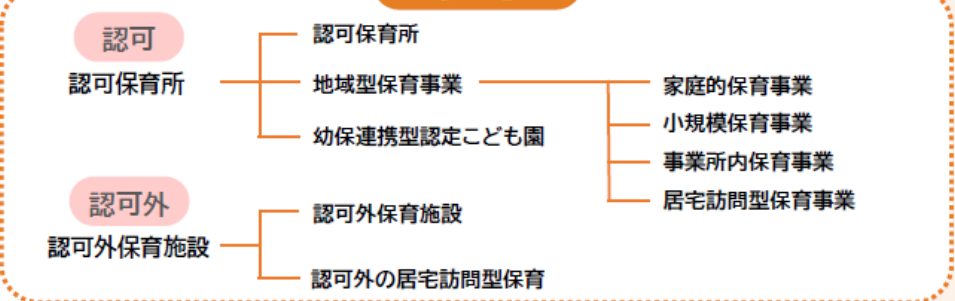 認可
認可保育所
認可保育所
地域型保育事業
幼保連携型認定こども園
家庭的保育事業
小規模保育事業
事業所内保育事業
居宅訪問型保育事業
認可外
認可外保育施設
認可外保育施設
認可外の居宅訪問型保育